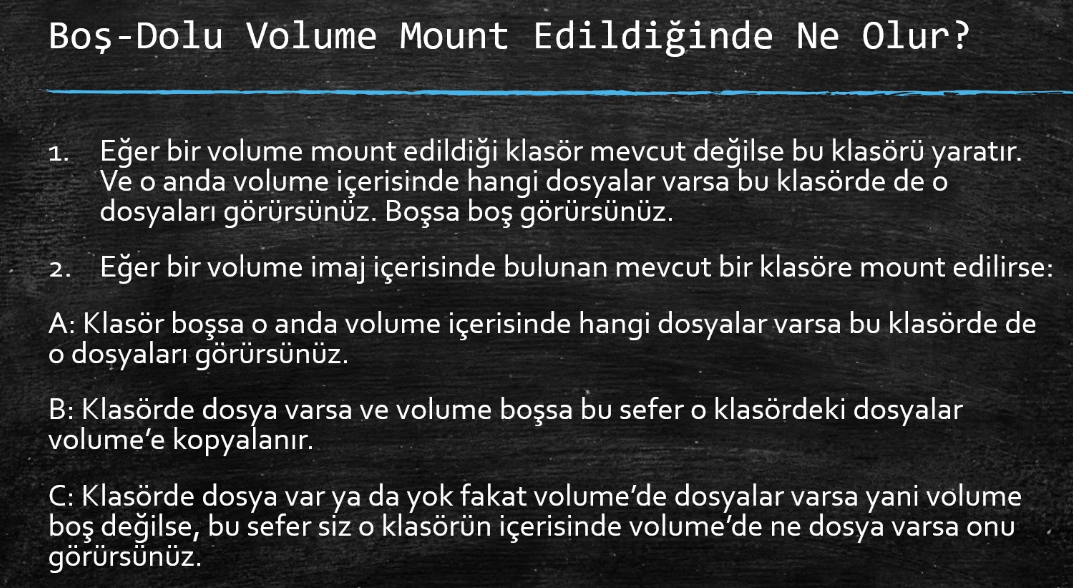 Boş-Dolu Volume Mount Edildiğinde Ne Olur?
1. Eğer bir volume mount edildiği klasör mevcut değilse bu klasörü yaratır.
Ve o anda volume içerisinde hangi dosyalar varsa bu klasörde de o
dosyaları görürsünüz. Boşsa boş görürsünüz.
2. Eğer bir volume imaj içerisinde bulunan mevcut bir klasöre mount edilirse:
A: Klasör boşsa o anda volume içerisinde hangi dosyalar varsa bu klasörde de
o dosyaları görürsünüz.
B: Klasörde dosya varsa ve volume boşsa bu sefer o klasördeki dosyalar
volume’e kopyalanır.
C: Klasörde dosya var ya da yok fakat volume’de dosyalar varsa yani volume
boş değilse, bu sefer siz o klasörün içerisinde volume’de ne dosya varsa onu
görürsünüz.